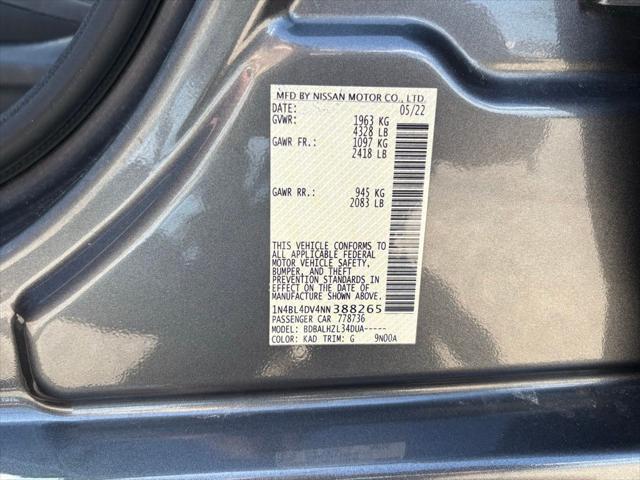 MFD BY NISSAN MOTOR CO., LTD.
DATE: 05/22
GVWR: 1963 KG
4328 LB
GAWR FR.: 1097 KG
2418 LB
GAWR RR.: 945 KG
2083 LB
THIS VEHICLE CONFORMS TO
ALL APPLICABLE FEDERAL
MOTOR VEHICLE SAFETY,
BUMPER, AND THEFT
PREVENTION STANDARDS IN
EFFECT ON THE DATE OF
MANUFACTURE SHOWN ABOVE.
1N4BL4DV4NN388265
PASSENGER CAR 778736
MODEL: BDBALHZL34DUA-----
COLOR: KAD TRIM: G 9N00A